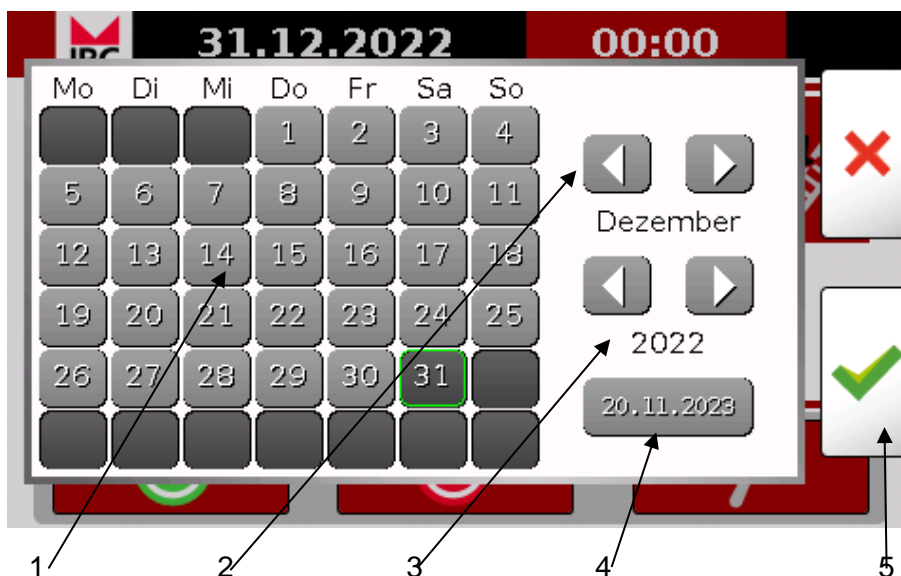 31.12.2022 00:00
Mo Di Mi Do Fr Sa So
1 2 3 4
5 6 7 8 9 10 11
12 13 14 15 16 17 18
19 20 21 22 23 24 25
26 27 28 29 30 31
Dezember
2022
20.11.2023
1 2 3 4 5